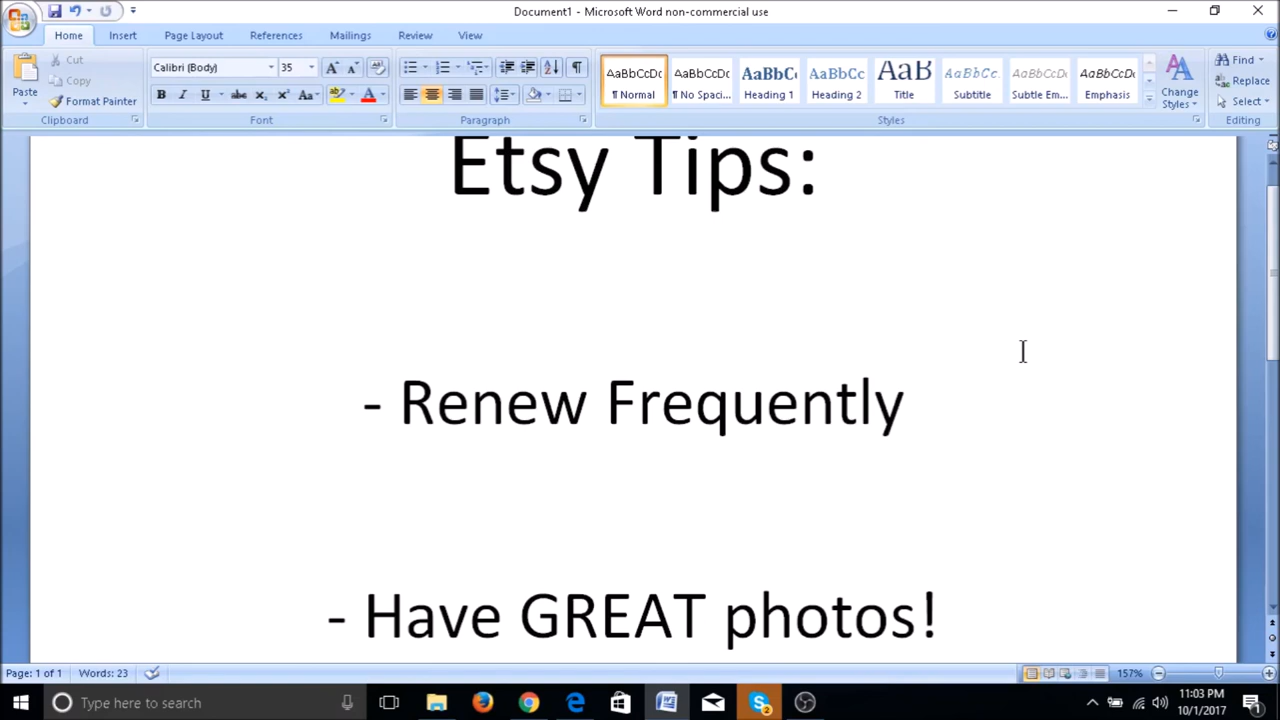 Document1 - Microsoft Word non-commercial use
Home Insert Page Layout References Mailings Review View
Paste
Cut
Copy
Format Painter
Clipboard
Calibri (Body) 35
Font
Paragraph
AaBbCcDc AaBbCcDc AaBbC AaBbCc AaB AaBbCc. AaBbCcDc AaBbCcDc
¶ Normal ¶ No Spaci... Heading 1 Heading 2 Title Subtitle Subtle Em... Emphasis
Change Styles
Styles
Find
Replace
Select
Editing
Etsy Tips:
- Renew Frequently
- Have GREAT photos!
Page: 1 of 1 Words: 23 157%
Type here to search
11:03 PM
10/1/2017